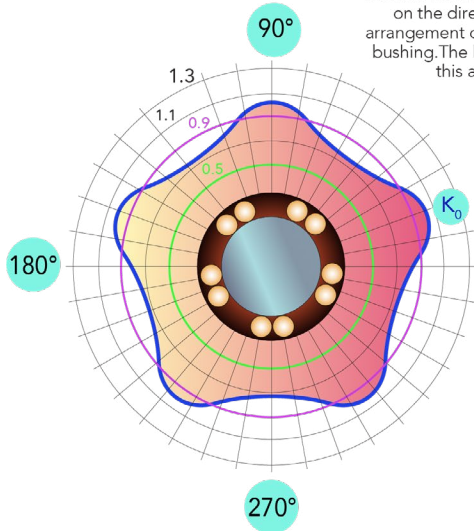 on the dire
arrangement
bushing.The
this a
90°
1.3
1.1
0.9
0.5
K₀
180°
270°